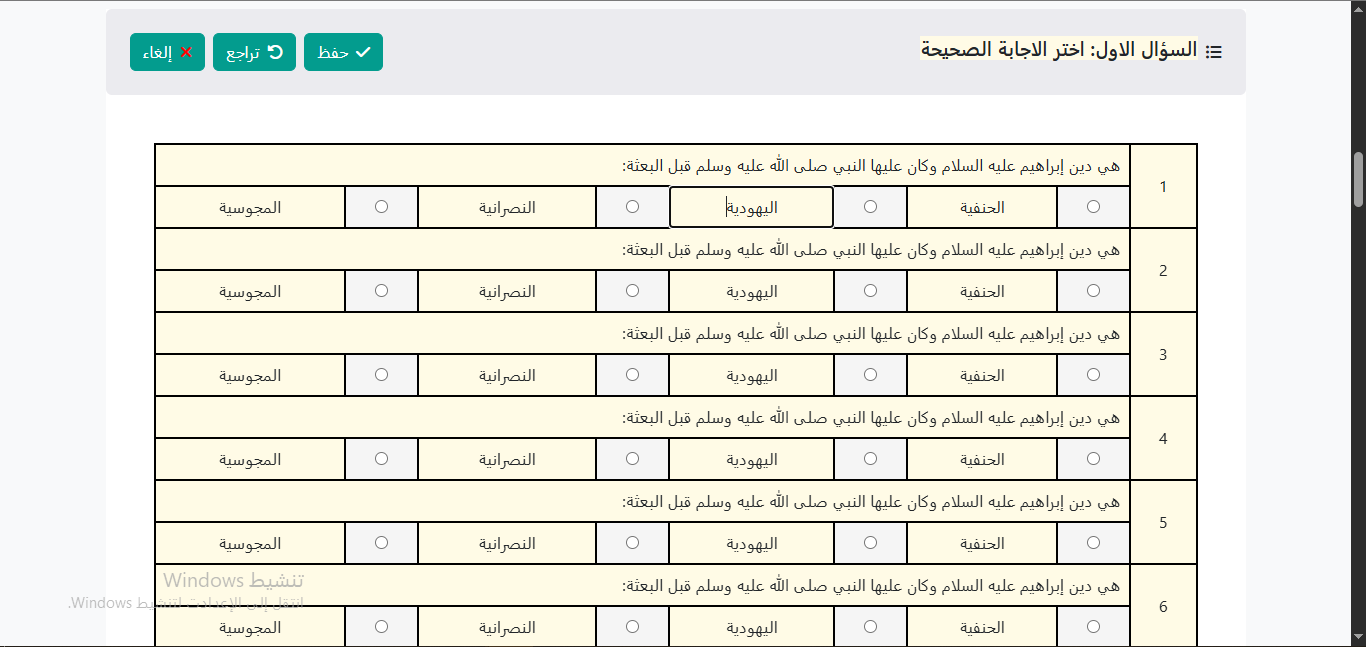 السؤال الاول: اختر الاجابة الصحيحة
حفظ
تراجع
إلغاء
1
هي دين إبراهيم عليه السلام وكان عليها النبي صلى الله عليه وسلم قبل البعثة:
الحنفية اليهودية النصرانية المجوسية
2
هي دين إبراهيم عليه السلام وكان عليها النبي صلى الله عليه وسلم قبل البعثة:
الحنفية اليهودية النصرانية المجوسية
3
هي دين إبراهيم عليه السلام وكان عليها النبي صلى الله عليه وسلم قبل البعثة:
الحنفية اليهودية النصرانية المجوسية
4
هي دين إبراهيم عليه السلام وكان عليها النبي صلى الله عليه وسلم قبل البعثة:
الحنفية اليهودية النصرانية المجوسية
5
هي دين إبراهيم عليه السلام وكان عليها النبي صلى الله عليه وسلم قبل البعثة:
الحنفية اليهودية النصرانية المجوسية
6
هي دين إبراهيم عليه السلام وكان عليها النبي صلى الله عليه وسلم قبل البعثة:
الحنفية اليهودية النصرانية المجوسية
تنشيط Windows
انتقل إلى الإعدادات لتنشيط Windows.